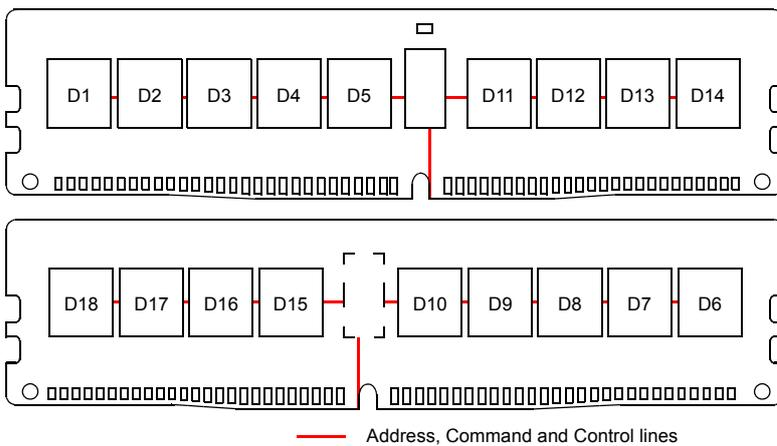 D1 D2 D3 D4 D5 D11 D12 D13 D14
D18 D17 D16 D15 D10 D9 D8 D7 D6
Address, Command and Control lines